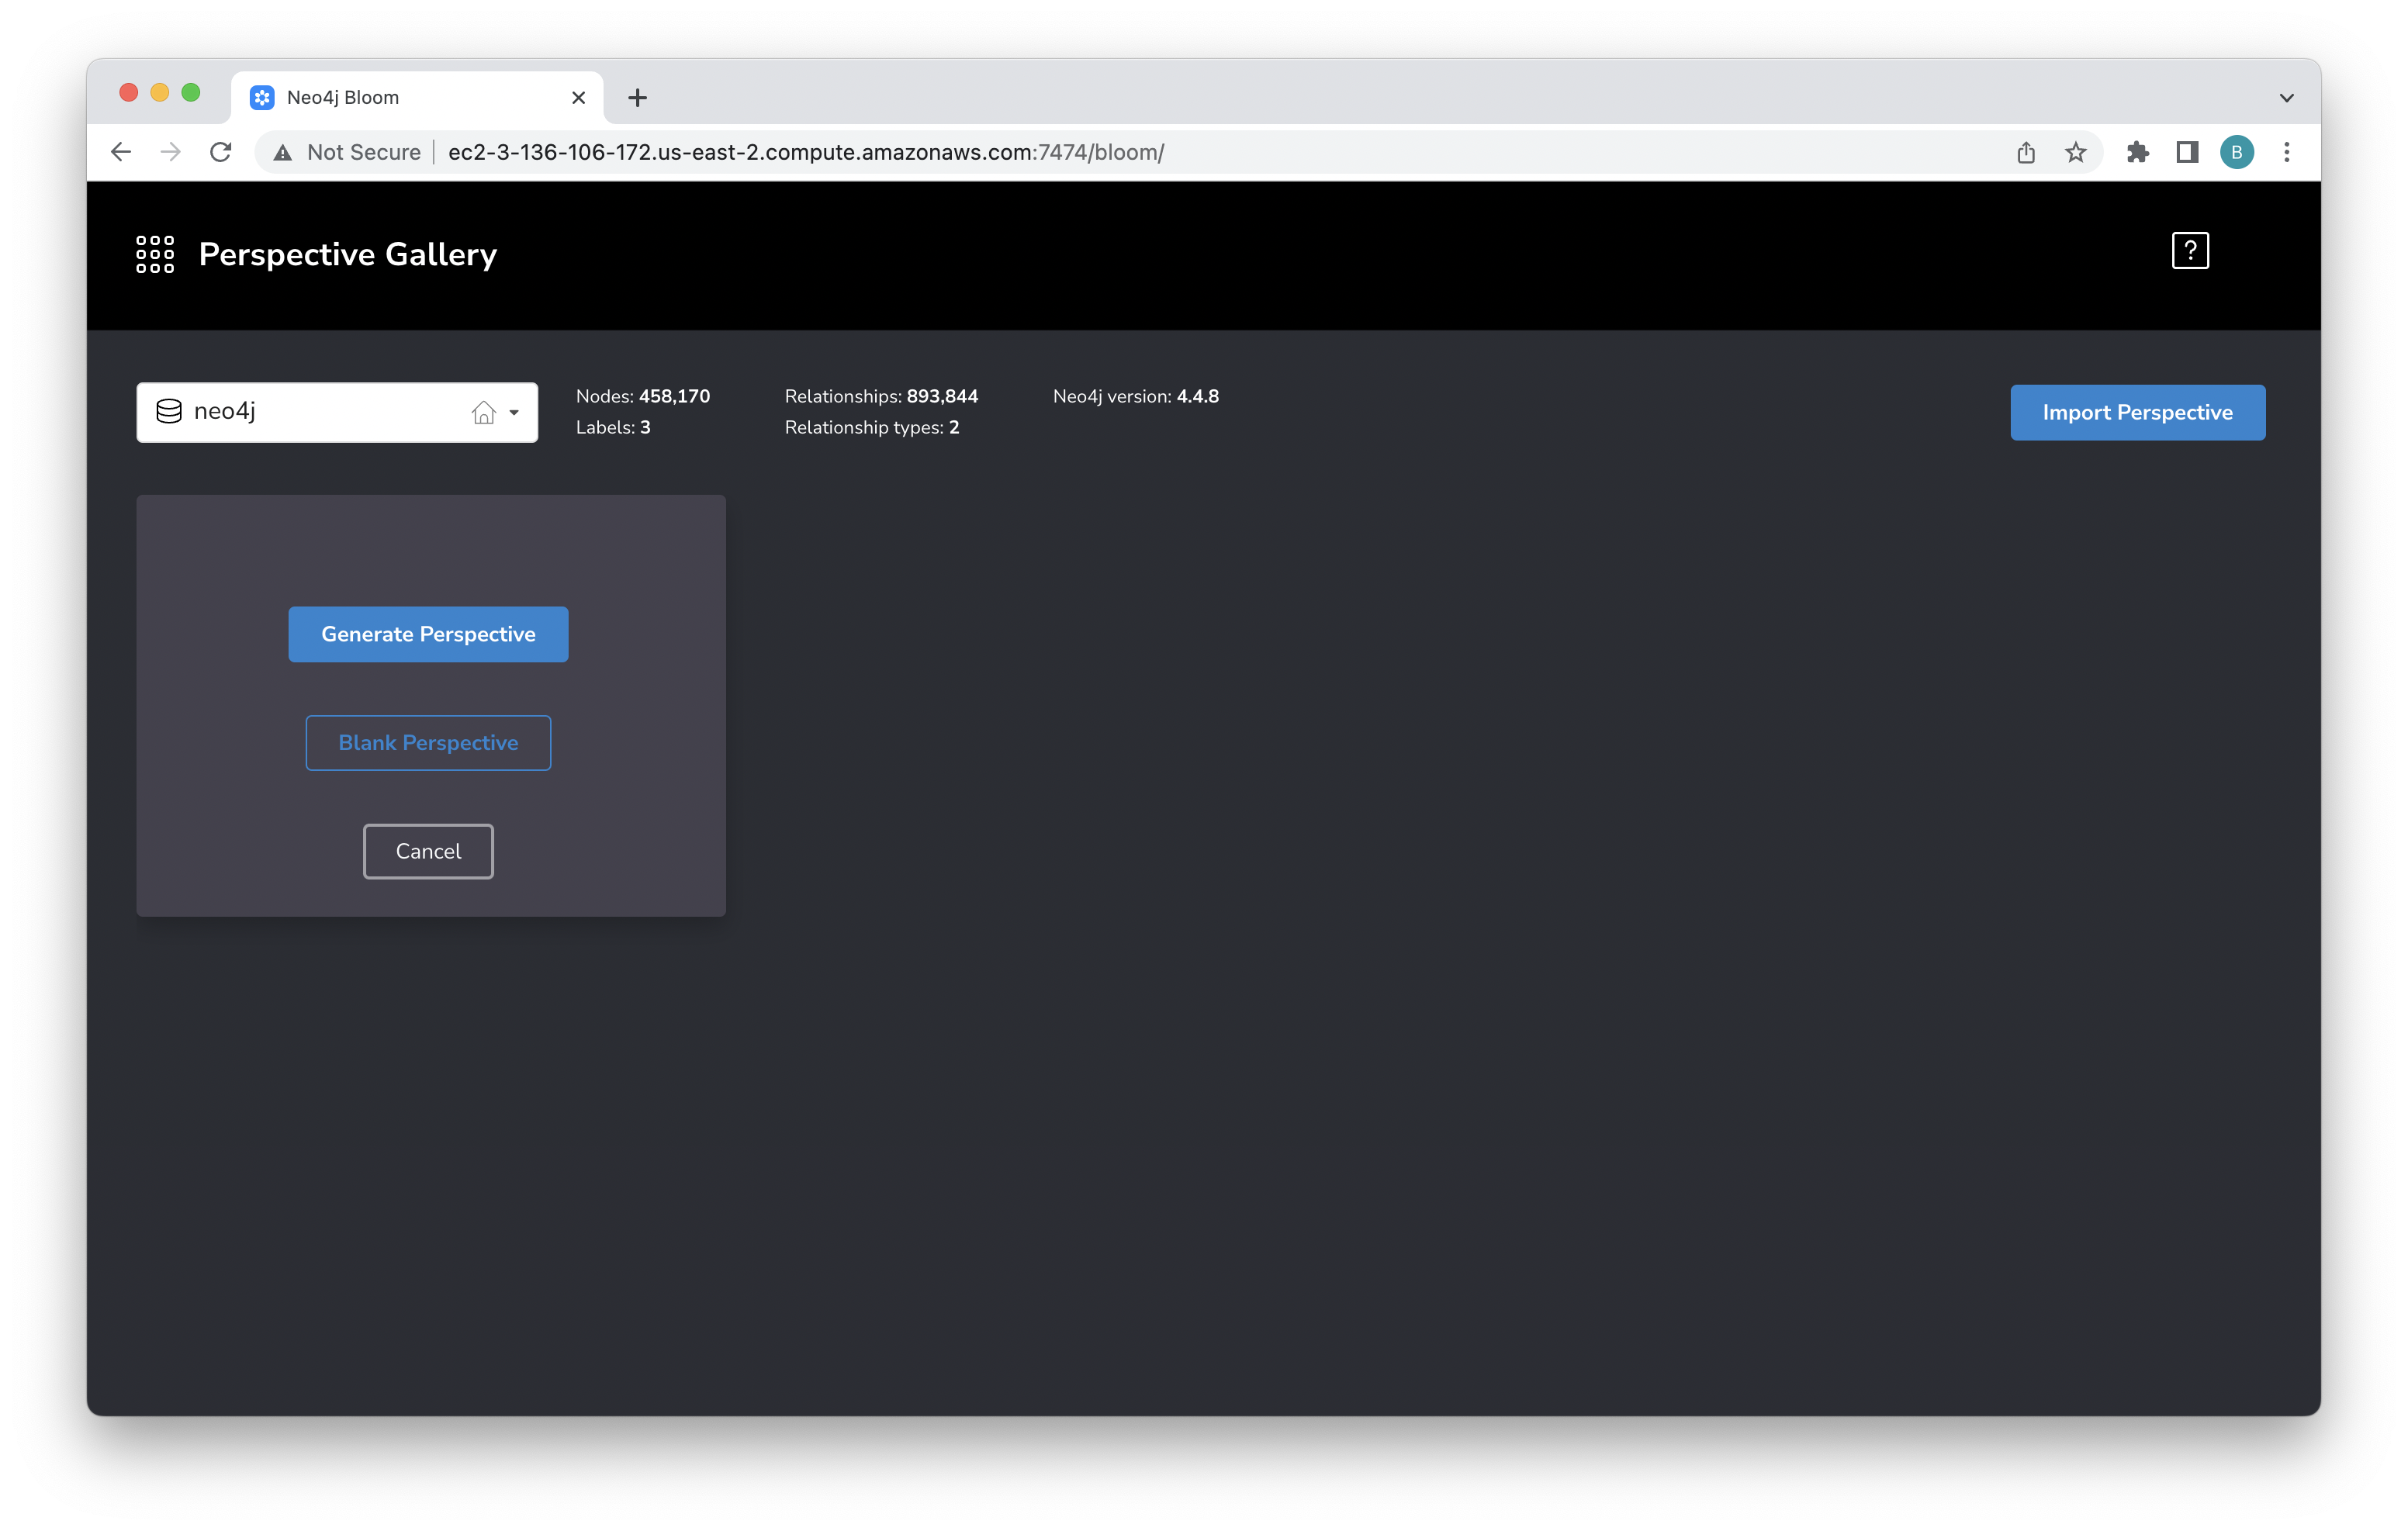 Neo4j Bloom
Not Secure ec2-3-136-106-172.us-east-2.compute.amazonaws.com:7474/bloom/
B
Perspective Gallery
?
neo4j
Nodes: 458,170
Labels: 3
Relationships: 893,844
Relationship types: 2
Neo4j version: 4.4.8
Import Perspective
Generate Perspective
Blank Perspective
Cancel